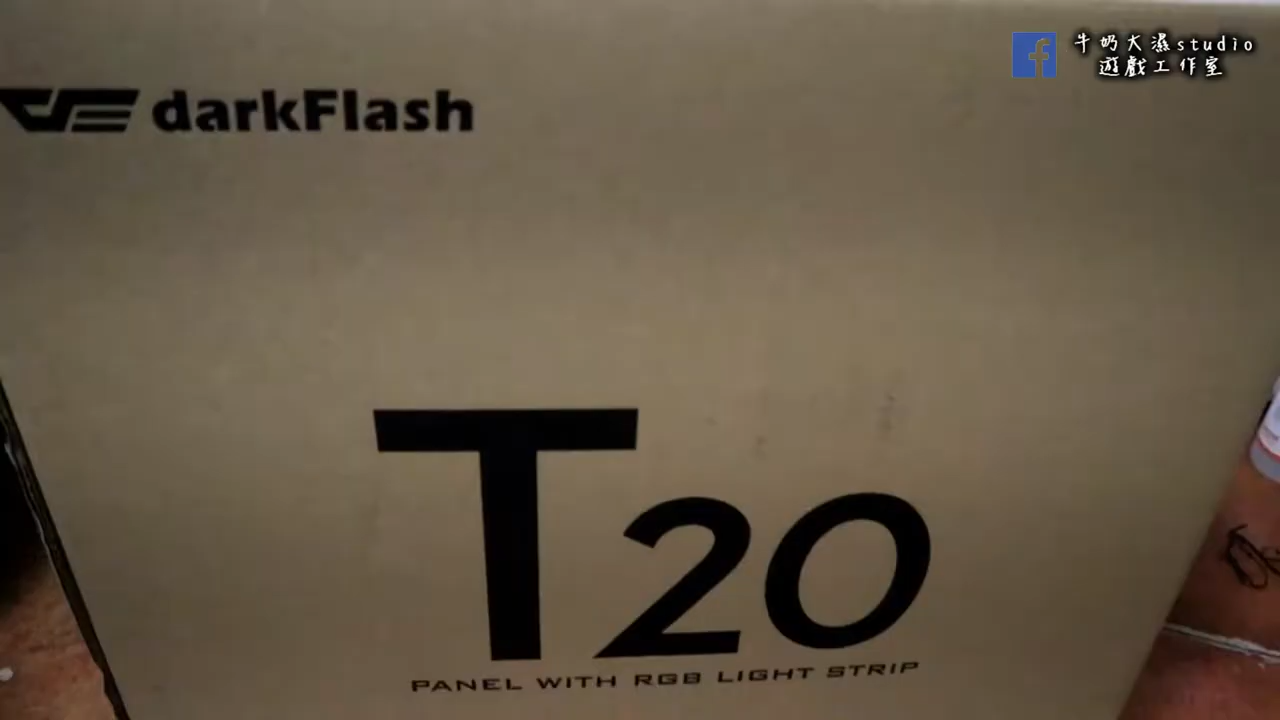 牛奶大濕studio
遊戲工作室
darkFlash
T20
PANEL WITH RGB LIGHT STRIP